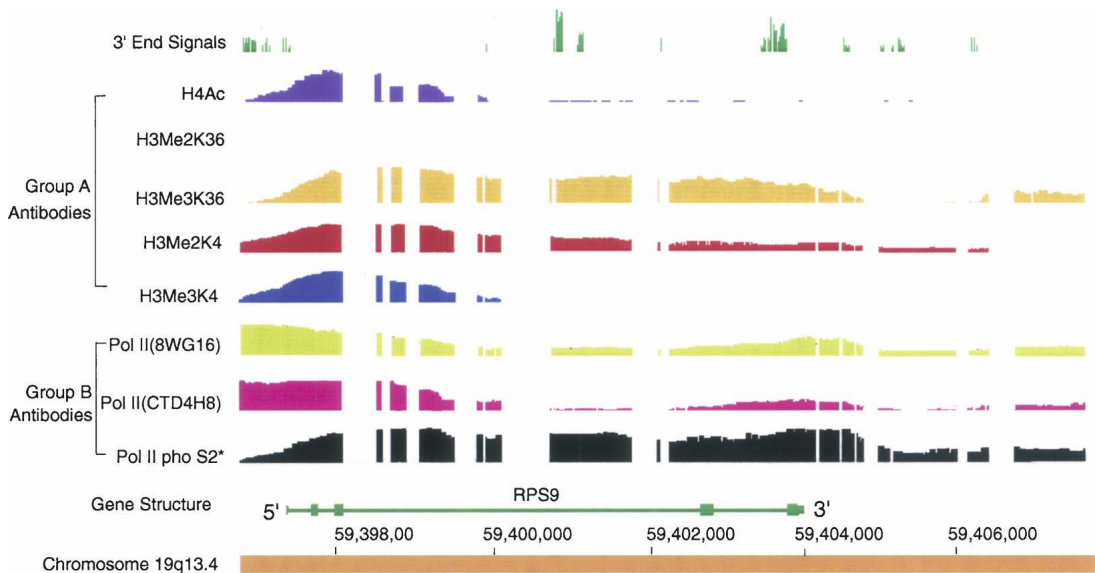 3' End Signals
H4Ac
H3Me2K36
Group A
Antibodies
H3Me3K36
H3Me2K4
H3Me3K4
Pol II(8WG16)
Group B
Antibodies
Pol II(CTD4H8)
Pol II pho S2*
Gene Structure
5'
RPS9
3'
59,398,00
59,400,000
59,402,000
59,404,000
59,406,000
Chromosome 19q13.4